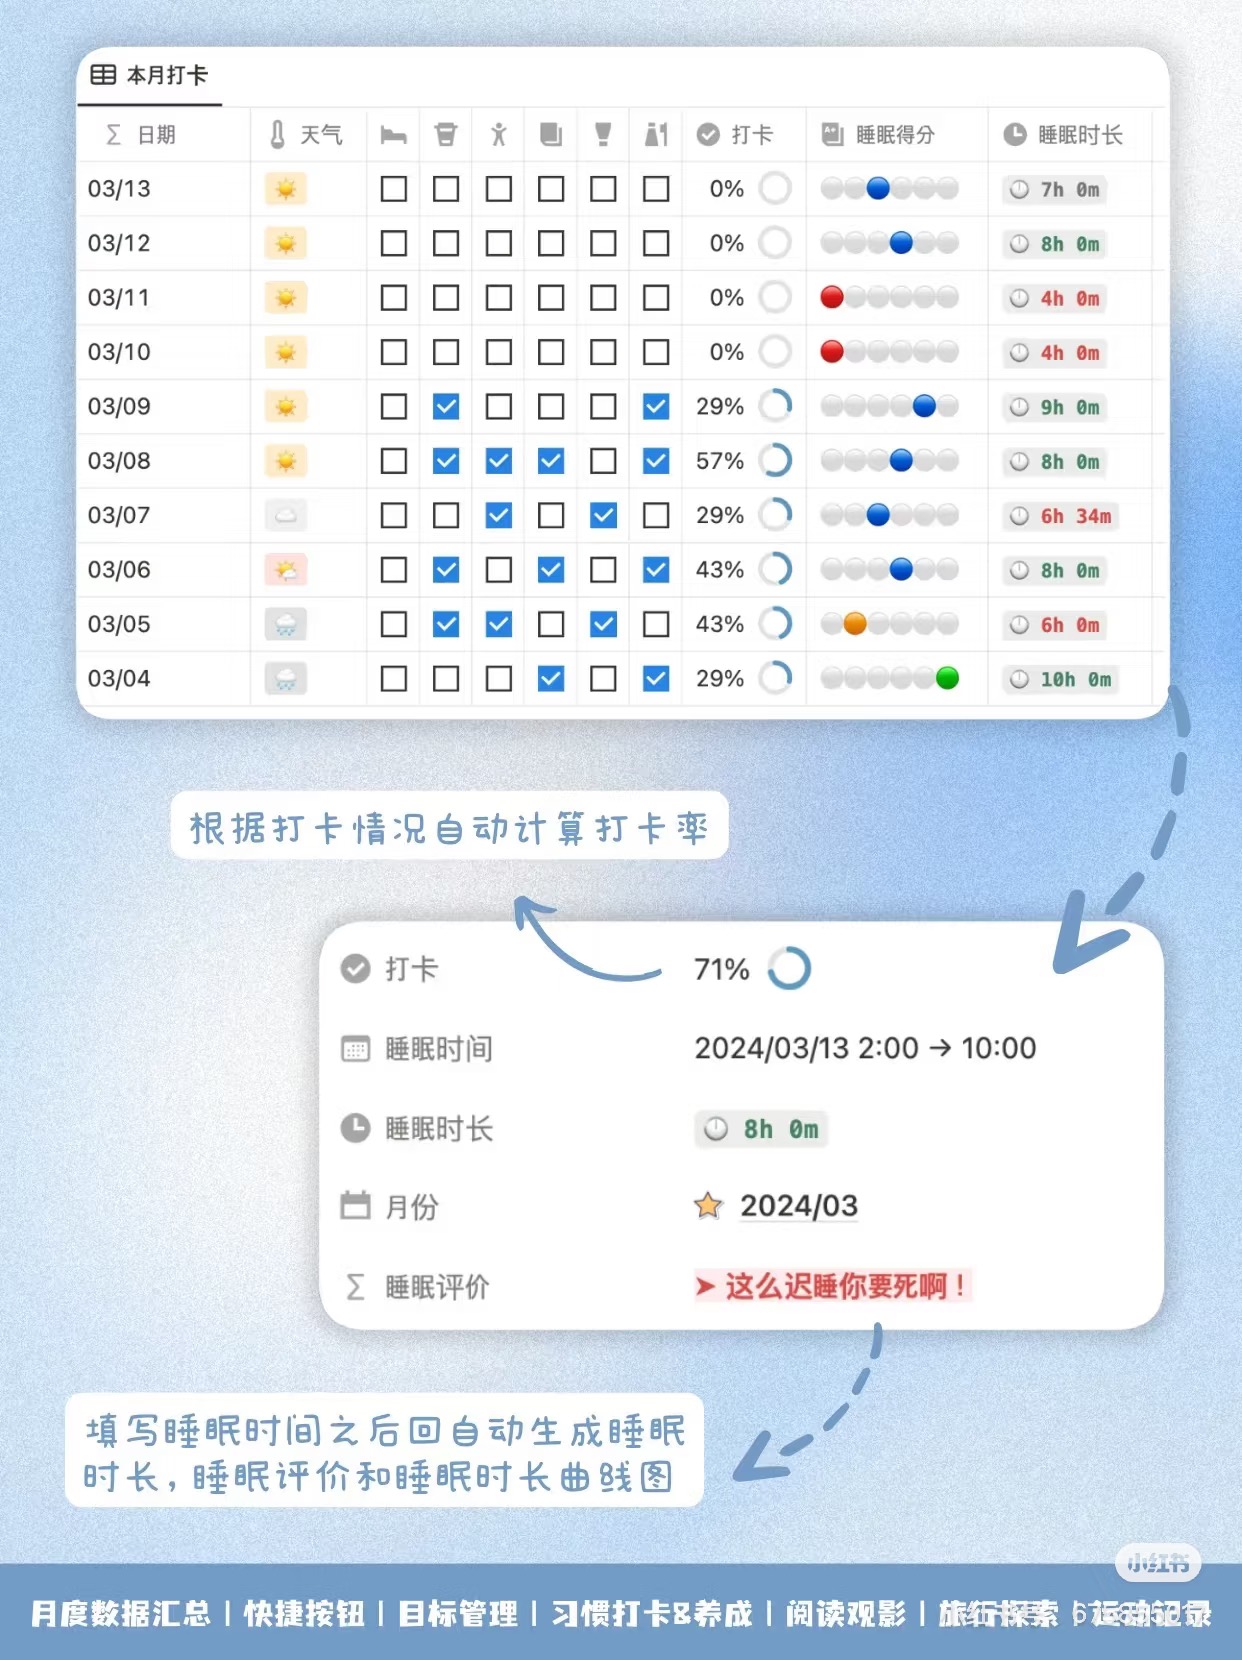 本月打卡
日期 天气 打卡 睡眠得分 睡眠时长
03/13 0% 7h 0m
03/12 0% 8h 0m
03/11 0% 4h 0m
03/10 0% 4h 0m
03/09 29% 9h 0m
03/08 57% 8h 0m
03/07 29% 6h 34m
03/06 43% 8h 0m
03/05 43% 6h 0m
03/04 29% 10h 0m
根据打卡情况自动计算打卡率
打卡 71%
睡眠时间 2024/03/13 2:00 → 10:00
睡眠时长 8h 0m
月份 2024/03
Σ 睡眠评价 ➤ 这么迟睡你要死啊！
填写睡眠时间之后回自动生成睡眠
时长，睡眠评价和睡眠时长曲线图
小红书
月度数据汇总 | 快捷按钮 | 目标管理 | 习惯打卡&养成 | 阅读观影 | 旅行探索 | 运动记录